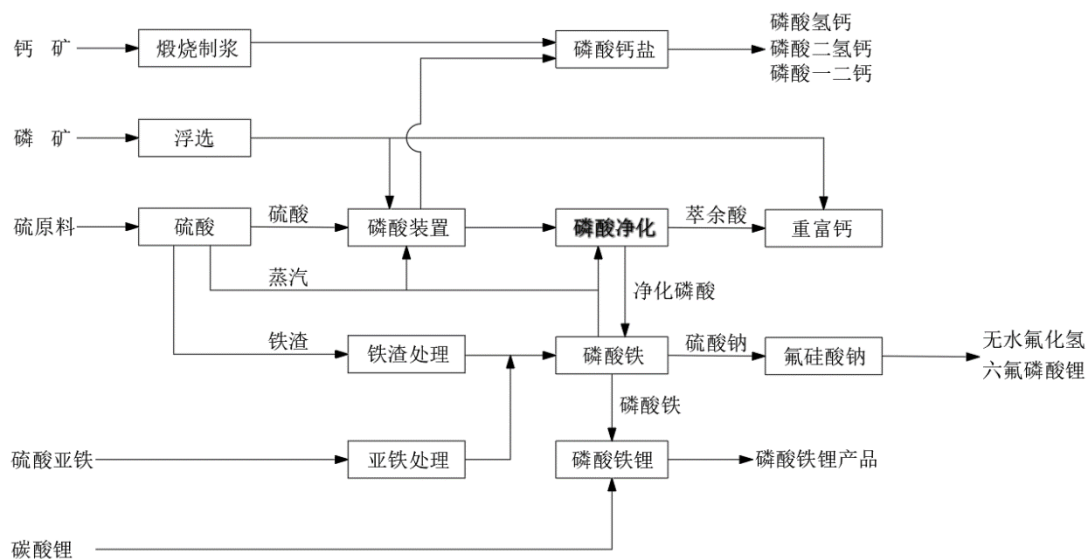 钙 矿
煅烧制浆
磷酸钙盐
磷酸氢钙
磷酸二氢钙
磷酸一二钙
磷 矿
浮选
硫原料
硫酸
硫酸
磷酸装置
磷酸净化
萃余酸
重富钙
蒸汽
净化磷酸
铁渣
铁渣处理
磷酸铁
硫酸钠
氟硅酸钠
无水氟化氢
六氟磷酸锂
磷酸铁
硫酸亚铁
亚铁处理
磷酸铁锂
磷酸铁锂产品
碳酸锂